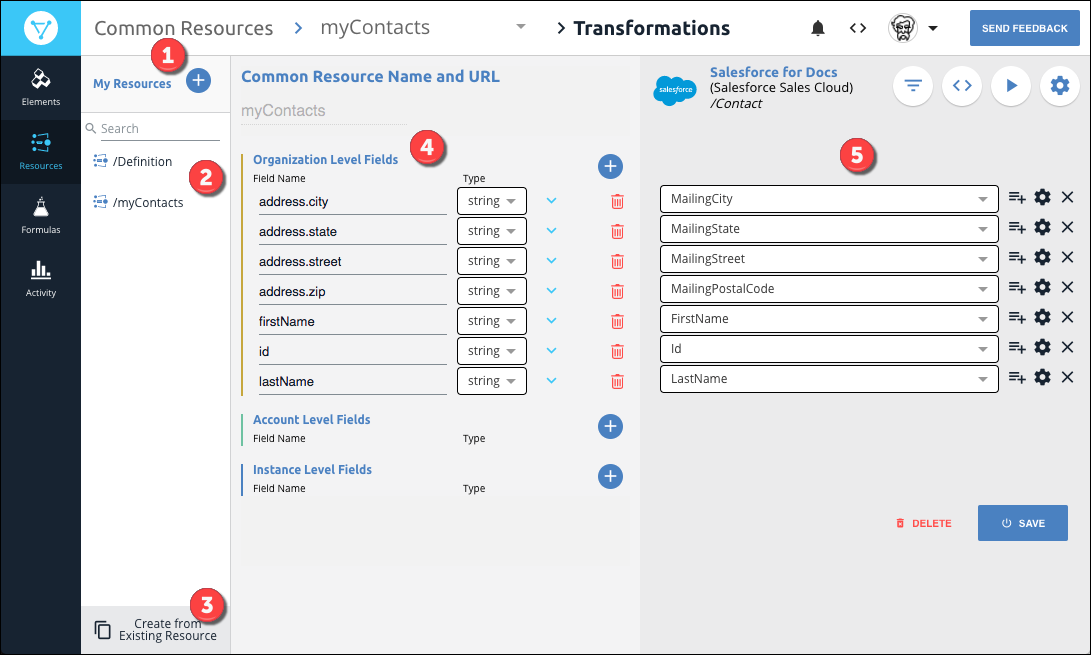 Common Resources > myContacts > Transformations
SEND FEEDBACK
Elements
Resources
Formulas
Activity
1
My Resources
Search
/Definition
2
/myContacts
3
Create from
Existing Resource
Common Resource Name and URL
myContacts
4
Organization Level Fields
Field Name Type
address.city string
address.state string
address.street string
address.zip string
firstName string
id string
lastName string
Account Level Fields
Field Name Type
Instance Level Fields
Field Name Type
salesforce
Salesforce for Docs
(Salesforce Sales Cloud)
/Contact
5
MailingCity
MailingState
MailingStreet
MailingPostalCode
FirstName
Id
LastName
DELETE
SAVE